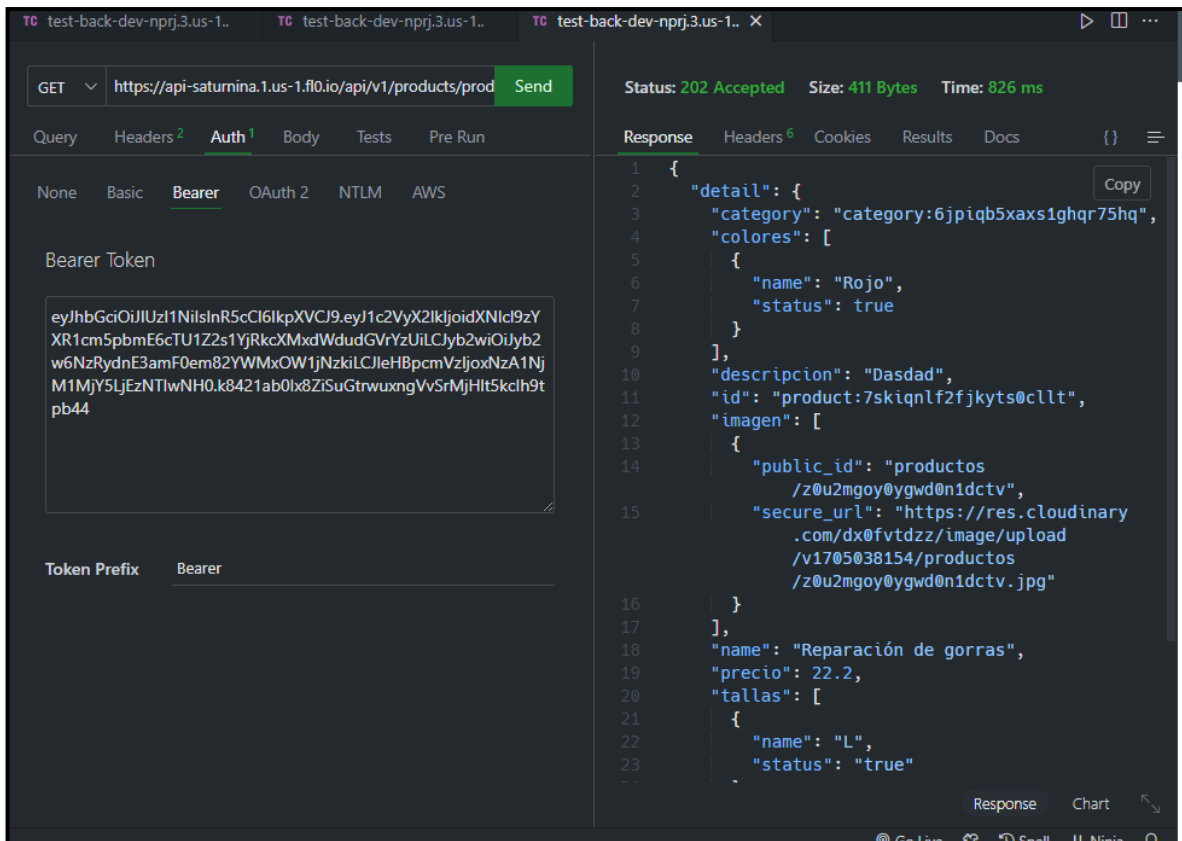 TC test-back-dev-nprj.3.us-1.. TC test-back-dev-nprj.3.us-1.. TC test-back-dev-nprj.3.us-1.. X ...
GET https://api-saturnina.1.us-1.fl0.io/api/v1/products/prod Send
Query Headers 2 Auth 1 Body Tests Pre Run
None Basic Bearer OAuth 2 NTLM AWS
Bearer Token
pb44
Token Prefix Bearer
Status: 202 Accepted Size: 411 Bytes Time: 826 ms
Response Headers 6 Cookies Results Docs {}
Copy
1 {
2 "detail": {
3 "category": "category:6jpiqb5xaxs1ghqr75hq",
4 "colores": [
5 {
6 "name": "Rojo",
7 "status": true
8 }
9 ],
10 "descripcion": "Dasdad",
11 "id": "product:7skiqnlf2fjkyts0cllt",
12 "imagen": [
13 {
14 "public_id": "productos
/z0u2mgoy0ygwd0n1dctv",
15 "secure_url": "https://res.cloudinary
.com/dx0fvtdzz/image/upload
/v1705038154/productos
/z0u2mgoy0ygwd0n1dctv.jpg"
16 }
17 ],
18 "name": "Reparación de gorras",
19 "precio": 22.2,
20 "tallas": [
21 {
22 "name": "L",
23 "status": "true"
Response Chart